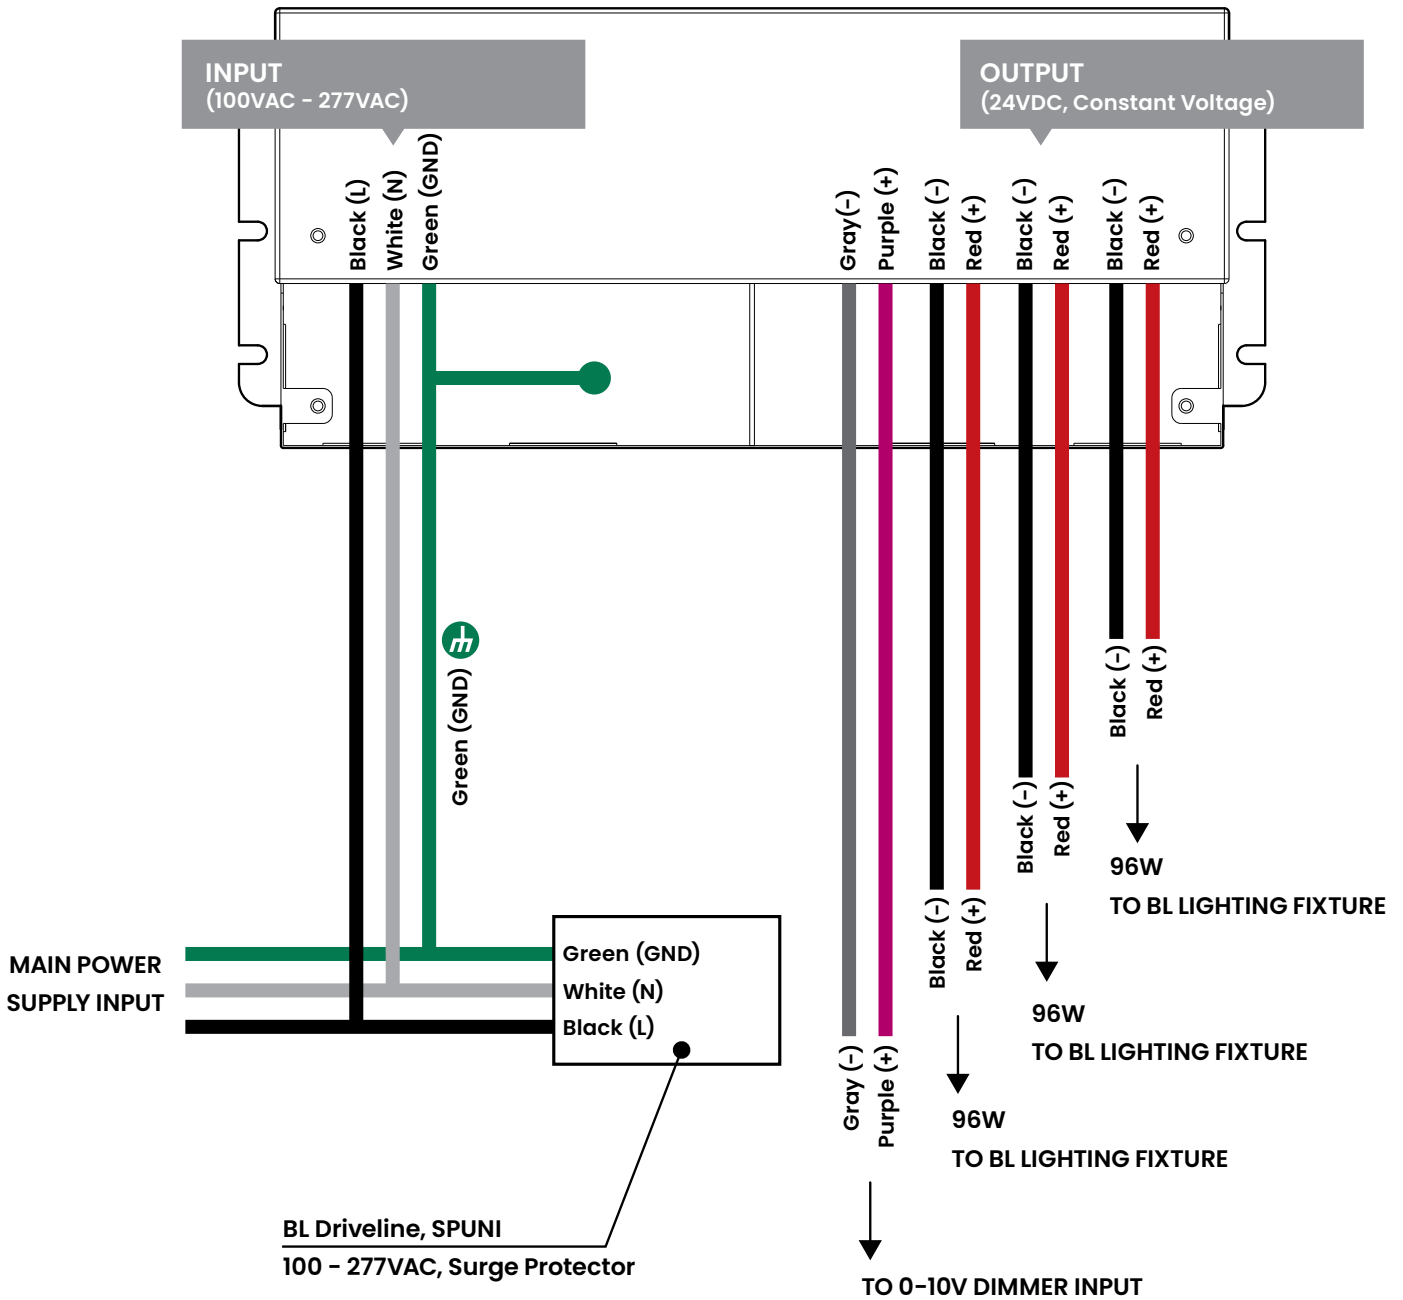 INPUT
(100VAC - 277VAC)
OUTPUT
(24VDC, Constant Voltage)
Black (L)
White (N)
Green (GND)
Gray(-)
Purple (+)
Black (-)
Red (+)
Black (-)
Red (+)
Black (-)
Red (+)
Green (GND)
Black (-)
Red (+)
96W
TO BL LIGHTING FIXTURE
Black (-)
Red (+)
96W
TO BL LIGHTING FIXTURE
Black (-)
Red (+)
96W
TO BL LIGHTING FIXTURE
Gray (-)
Purple (+)
TO 0-10V DIMMER INPUT
MAIN POWER
SUPPLY INPUT
Green (GND)
White (N)
Black (L)
BL Driveline, SPUNI
100 - 277VAC, Surge Protector